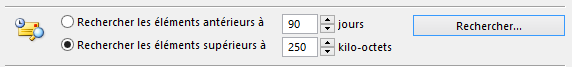 Rechercher les éléments antérieurs à 90 jours Rechercher...
Rechercher les éléments supérieurs à 250 kilo-octets